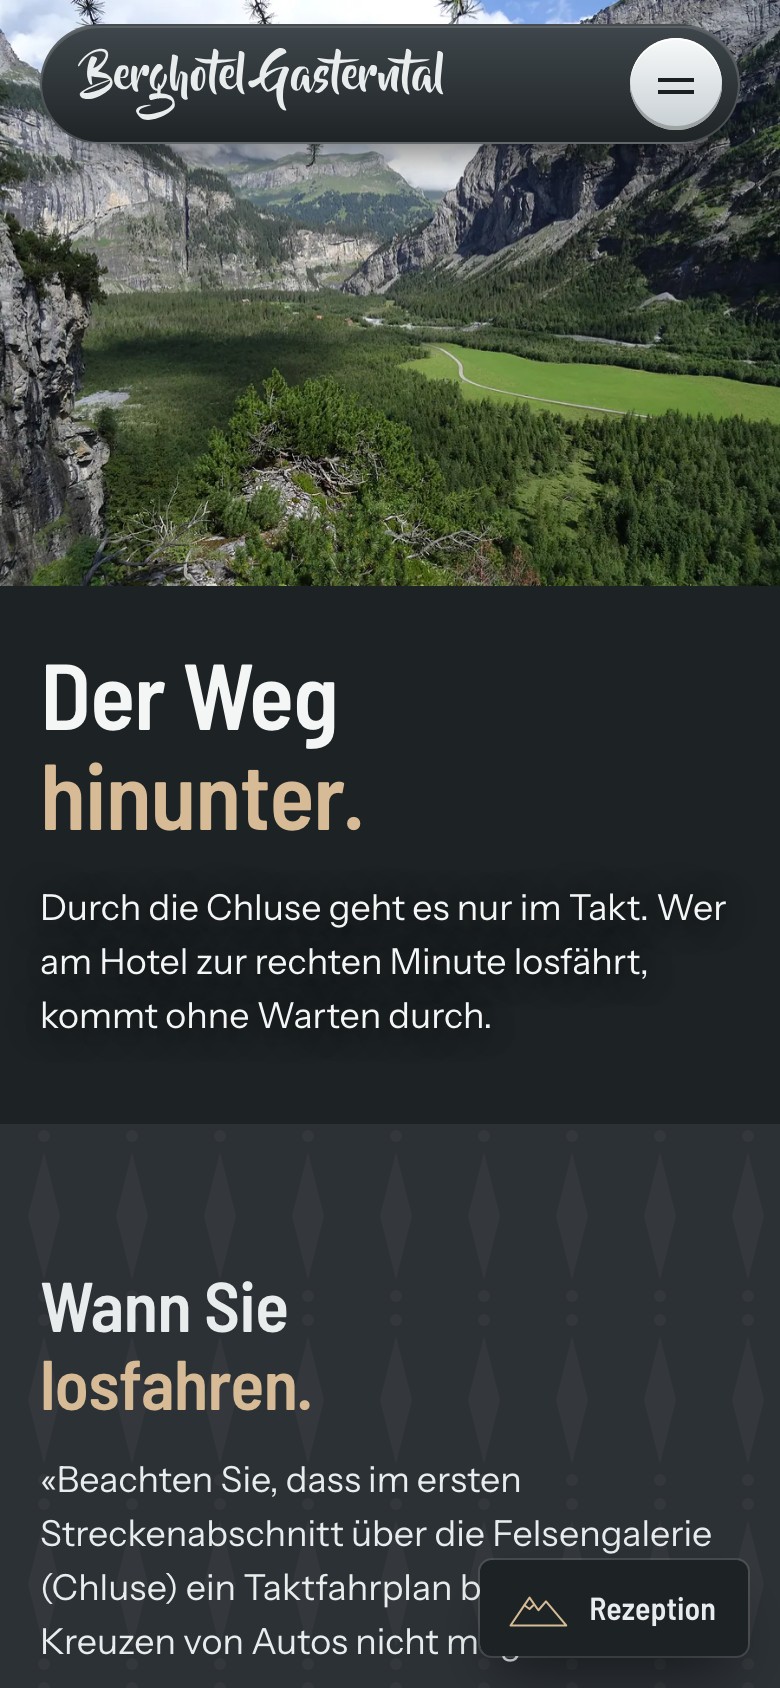 Berghotel Gasterntal
Der Weg
hinunter.
Durch die Chluse geht es nur im Takt. Wer
am Hotel zur rechten Minute losfährt,
kommt ohne Warten durch.
Wann Sie
losfahren.
«Beachten Sie, dass im ersten
Streckenabschnitt über die Felsengalerie
(Chluse) ein Taktfahrplan
Kreuzen von Autos nicht
Rezeption